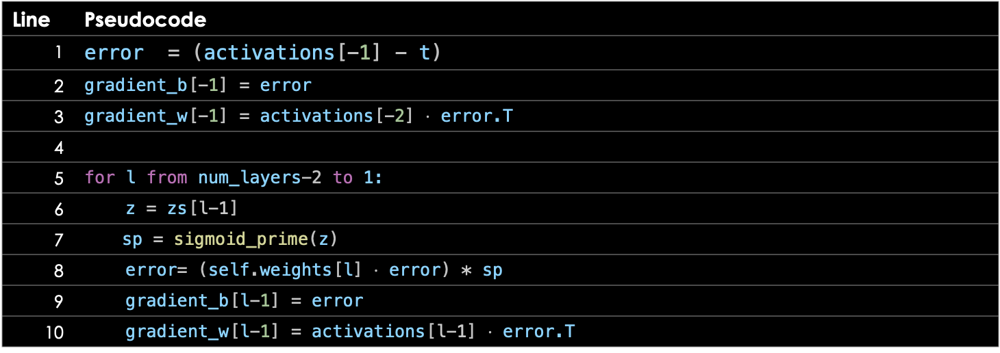 Line Pseudocode
1 error  = (activations[-1] - t)
2 gradient_b[-1] = error
3 gradient_w[-1] = activations[-2] · error.T
4
5 for l from num_layers-2 to 1:
6     z = zs[l-1]
7     sp = sigmoid_prime(z)
8     error= (self.weights[l] · error) * sp
9     gradient_b[l-1] = error
10     gradient_w[l-1] = activations[l-1] · error.T